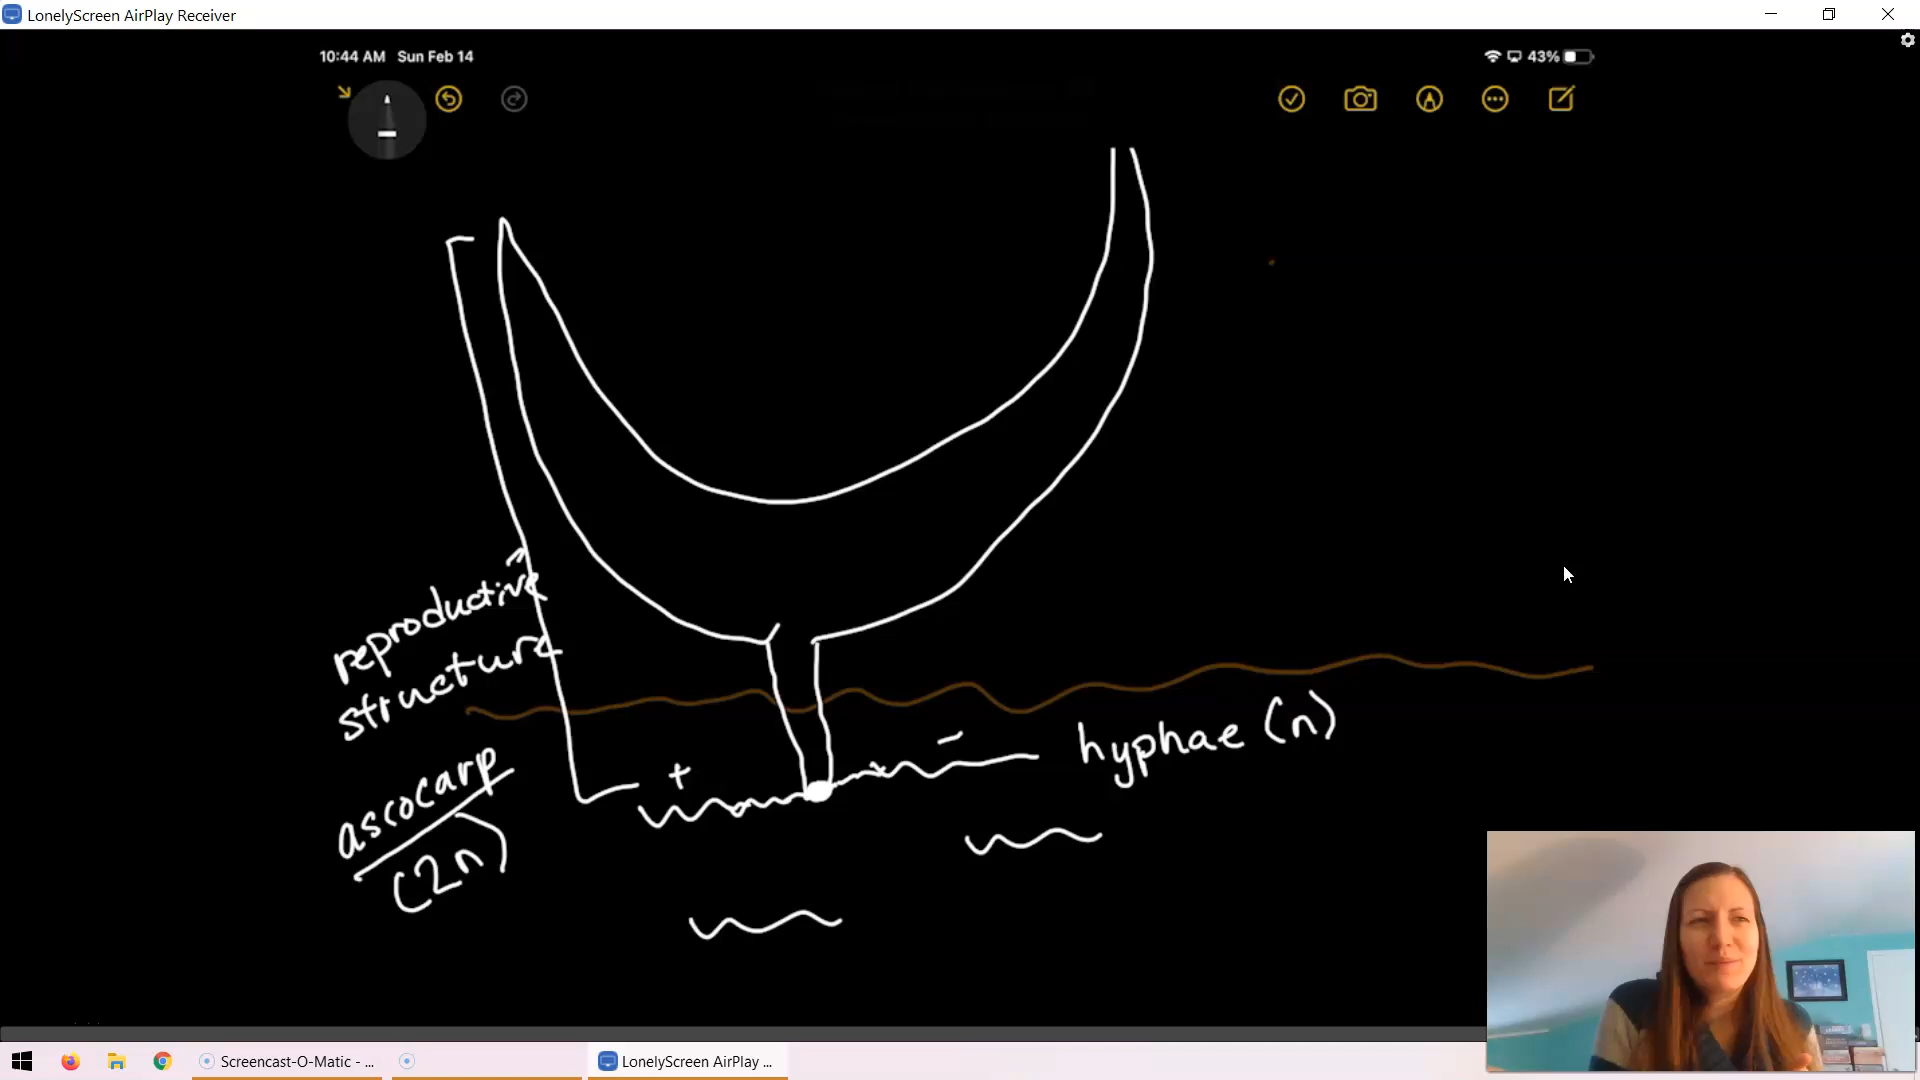 LonelyScreen AirPlay Receiver
10:44 AM Sun Feb 14
43%
reproductive
structure
+
-
hyphae (n)
ascocarp
(2n)
Screencast-O-Matic - ...
LonelyScreen AirPlay ...